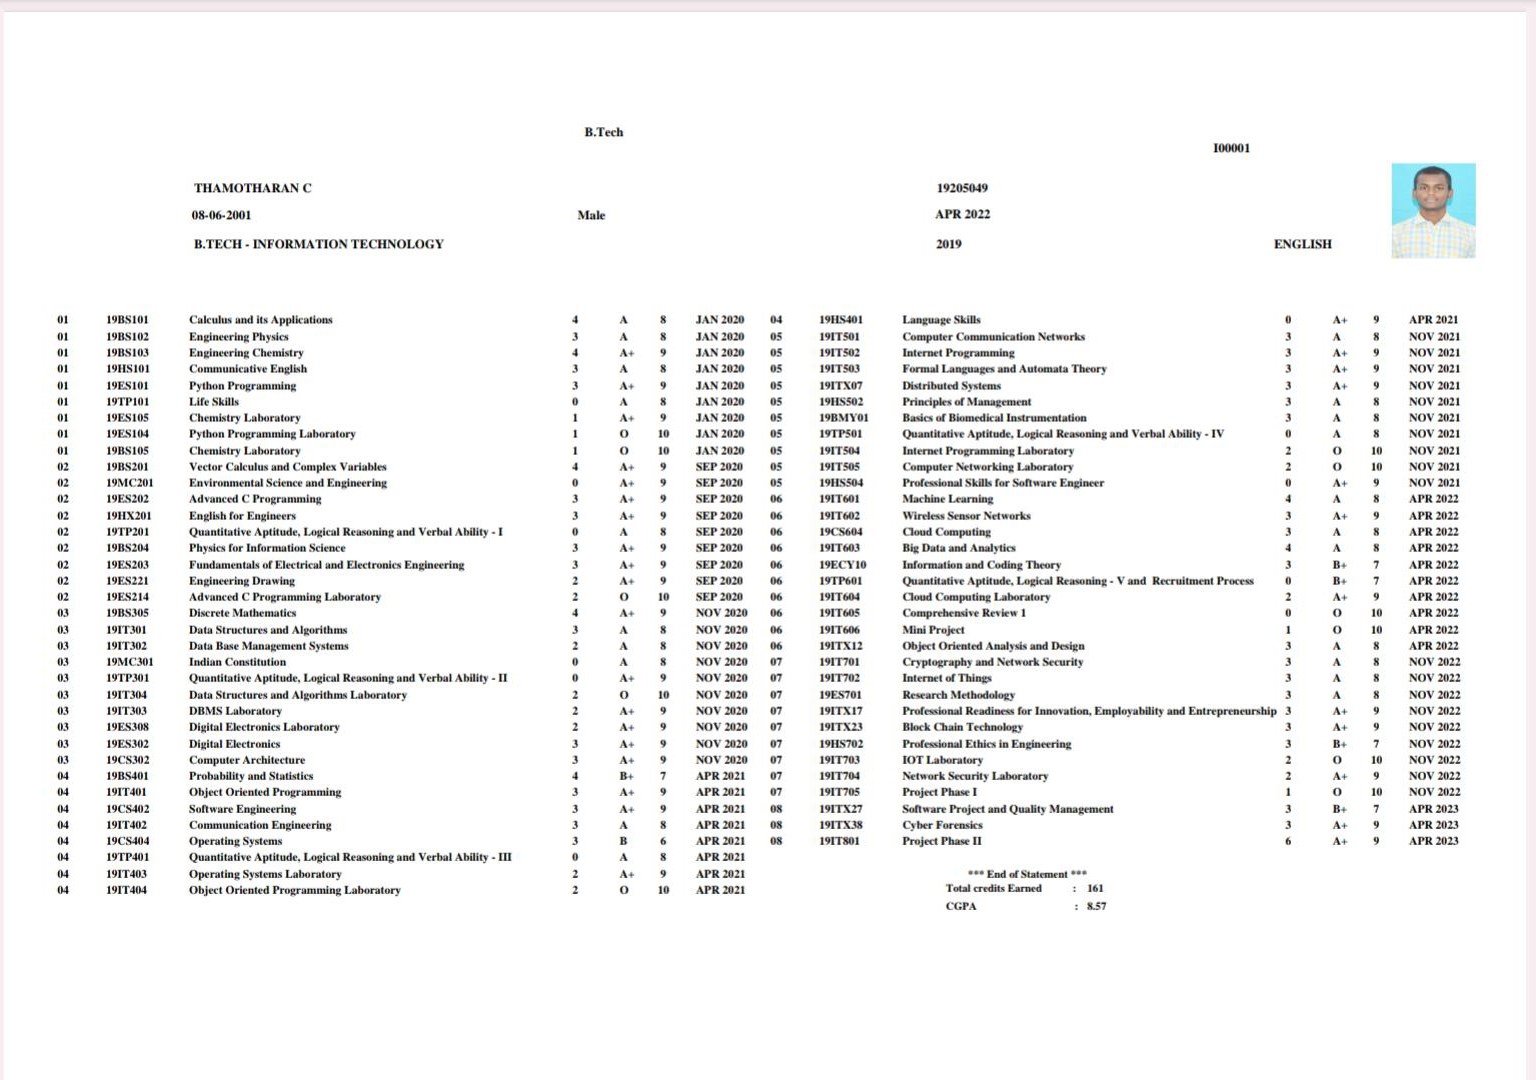 B.Tech
I00001
THAMOTHARAN C 19205049
08-06-2001 Male APR 2022
B.TECH - INFORMATION TECHNOLOGY 2019 ENGLISH
01 19BS101 Calculus and its Applications 4 A 8 JAN 2020 04 19HS401 Language Skills 0 A+ 9 APR 2021
01 19BS102 Engineering Physics 3 A 8 JAN 2020 05 19IT501 Computer Communication Networks 3 A 8 NOV 2021
01 19BS103 Engineering Chemistry 4 A+ 9 JAN 2020 05 19IT502 Internet Programming 3 A+ 9 NOV 2021
01 19HS101 Communicative English 3 A 8 JAN 2020 05 19IT503 Formal Languages and Automata Theory 3 A+ 9 NOV 2021
01 19ES101 Python Programming 3 A+ 9 JAN 2020 05 19ITX07 Distributed Systems 3 A+ 9 NOV 2021
01 19TP101 Life Skills 0 A 8 JAN 2020 05 19HS502 Principles of Management 3 A 8 NOV 2021
01 19ES105 Chemistry Laboratory 1 A+ 9 JAN 2020 05 19BMY01 Basics of Biomedical Instrumentation 3 A 8 NOV 2021
01 19ES104 Python Programming Laboratory 1 O 10 JAN 2020 05 19TP501 Quantitative Aptitude, Logical Reasoning and Verbal Ability - IV 0 A 8 NOV 2021
01 19BS105 Chemistry Laboratory 1 O 10 JAN 2020 05 19IT504 Internet Programming Laboratory 2 O 10 NOV 2021
02 19BS201 Vector Calculus and Complex Variables 4 A+ 9 SEP 2020 05 19IT505 Computer Networking Laboratory 2 O 10 NOV 2021
02 19MC201 Environmental Science and Engineering 0 A+ 9 SEP 2020 05 19HS504 Professional Skills for Software Engineer 0 A+ 9 NOV 2021
02 19ES202 Advanced C Programming 3 A+ 9 SEP 2020 06 19IT601 Machine Learning 4 A 8 APR 2022
02 19HX201 English for Engineers 3 A+ 9 SEP 2020 06 19IT602 Wireless Sensor Networks 3 A+ 9 APR 2022
02 19TP201 Quantitative Aptitude, Logical Reasoning and Verbal Ability - I 0 A 8 SEP 2020 06 19CS604 Cloud Computing 3 A 8 APR 2022
02 19BS204 Physics for Information Science 3 A+ 9 SEP 2020 06 19IT603 Big Data and Analytics 4 A 8 APR 2022
02 19ES203 Fundamentals of Electrical and Electronics Engineering 3 A+ 9 SEP 2020 06 19ECY10 Information and Coding Theory 3 B+ 7 APR 2022
02 19ES221 Engineering Drawing 2 A+ 9 SEP 2020 06 19TP601 Quantitative Aptitude, Logical Reasoning - V and Recruitment Process 0 B+ 7 APR 2022
02 19ES214 Advanced C Programming Laboratory 2 O 10 SEP 2020 06 19IT604 Cloud Computing Laboratory 2 A+ 9 APR 2022
03 19BS305 Discrete Mathematics 4 A+ 9 NOV 2020 06 19IT605 Comprehensive Review 1 0 O 10 APR 2022
03 19IT301 Data Structures and Algorithms 3 A 8 NOV 2020 06 19IT606 Mini Project 1 O 10 APR 2022
03 19IT302 Data Base Management Systems 2 A 8 NOV 2020 06 19ITX12 Object Oriented Analysis and Design 3 A 8 APR 2022
03 19MC301 Indian Constitution 0 A 8 NOV 2020 07 19IT701 Cryptography and Network Security 3 A 8 NOV 2022
03 19TP301 Quantitative Aptitude, Logical Reasoning and Verbal Ability - II 0 A+ 9 NOV 2020 07 19IT702 Internet of Things 3 A 8 NOV 2022
03 19IT304 Data Structures and Algorithms Laboratory 2 O 10 NOV 2020 07 19ES701 Research Methodology 3 A 8 NOV 2022
03 19IT303 DBMS Laboratory 2 A+ 9 NOV 2020 07 19ITX17 Professional Readiness for Innovation, Employability and Entrepreneurship 3 A+ 9 NOV 2022
03 19ES308 Digital Electronics Laboratory 2 A+ 9 NOV 2020 07 19ITX23 Block Chain Technology 3 A+ 9 NOV 2022
03 19ES302 Digital Electronics 3 A+ 9 NOV 2020 07 19HS702 Professional Ethics in Engineering 3 B+ 7 NOV 2022
03 19CS302 Computer Architecture 3 A+ 9 NOV 2020 07 19IT703 IOT Laboratory 2 O 10 NOV 2022
04 19BS401 Probability and Statistics 4 B+ 7 APR 2021 07 19IT704 Network Security Laboratory 2 A+ 9 NOV 2022
04 19IT401 Object Oriented Programming 3 A+ 9 APR 2021 07 19IT705 Project Phase I 1 O 10 NOV 2022
04 19CS402 Software Engineering 3 A+ 9 APR 2021 08 19ITX27 Software Project and Quality Management 3 B+ 7 APR 2023
04 19IT402 Communication Engineering 3 A 8 APR 2021 08 19ITX38 Cyber Forensics 3 A+ 9 APR 2023
04 19CS404 Operating Systems 3 B 6 APR 2021 08 19IT801 Project Phase II 6 A+ 9 APR 2023
04 19TP401 Quantitative Aptitude, Logical Reasoning and Verbal Ability - III 0 A 8 APR 2021
04 19IT403 Operating Systems Laboratory 2 A+ 9 APR 2021 *** End of Statement ***
04 19IT404 Object Oriented Programming Laboratory 2 O 10 APR 2021 Total credits Earned : 161
CGPA : 8.57